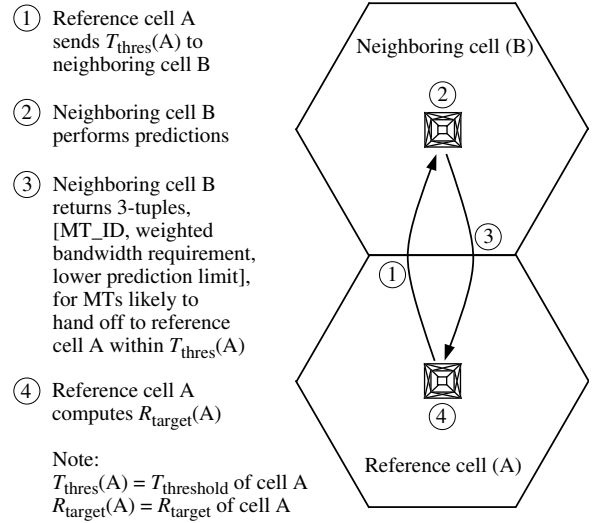 ① Reference cell A
sends T_thres(A) to
neighboring cell B
② Neighboring cell B
performs predictions
③ Neighboring cell B
returns 3-tuples,
[MT_ID, weighted
bandwidth requirement,
lower prediction limit],
for MTs likely to
hand off to reference
cell A within T_thres(A)
④ Reference cell A
computes R_target(A)
Note:
T_thres(A) = T_threshold of cell A
R_target(A) = R_target of cell A
Neighboring cell (B)
②
③
①
④
Reference cell (A)